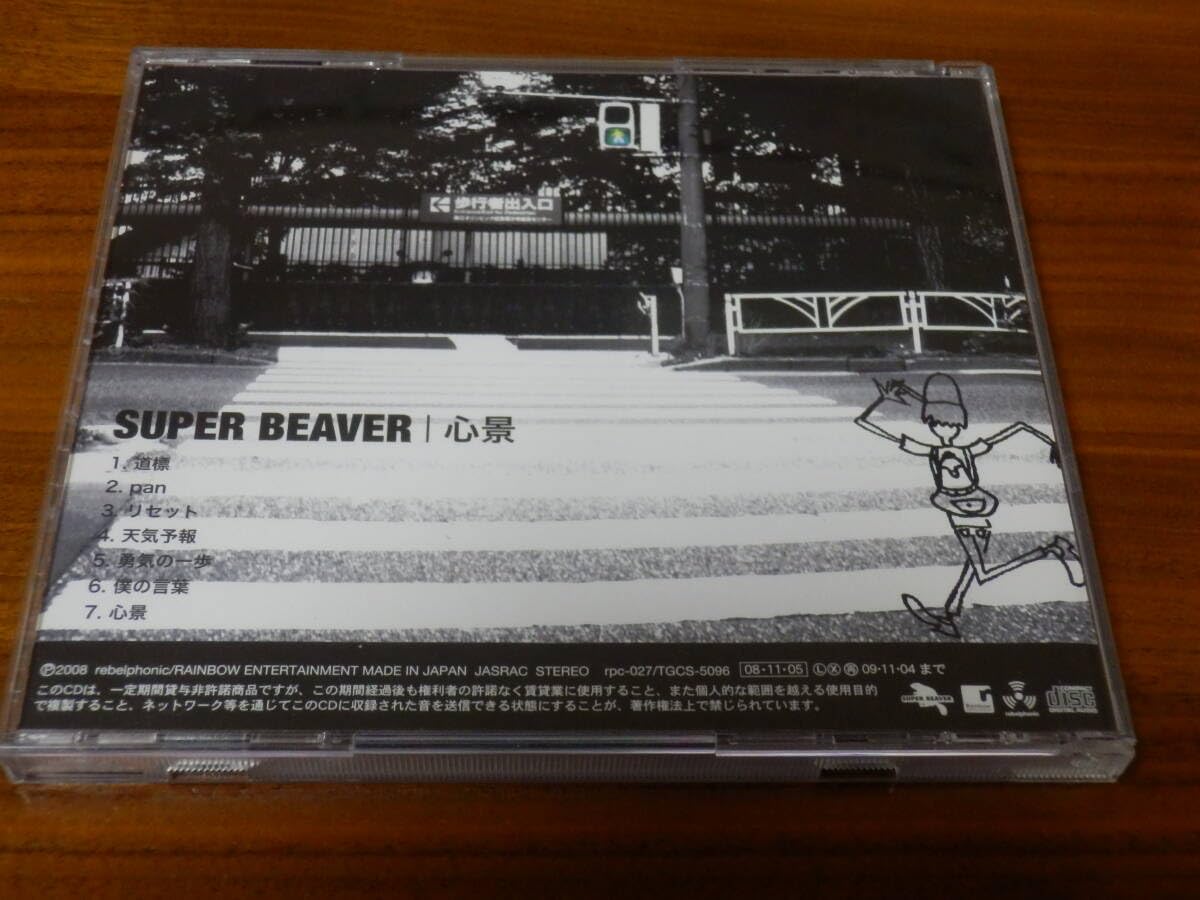 歩行者出入口
SUPER BEAVER | 心景
1. 道標
2. pan
3. リセット
4. 天気予報
5. 勇気の一歩
6. 僕の言葉
7. 心景
Ⓟ2008 rebelphonic/RAINBOW ENTERTAINMENT MADE IN JAPAN JASRAC STEREO rpc-027/TGCS-5096 08・11・05 Ⓛ Ⓧ 09・11・04 まで
このCDは、一定期間貸与非許諾商品ですが、この期間経過後も権利者の許諾なく賃貸業に使用すること、また個人的な範囲を越える使用目的
で複製すること、ネットワーク等を通じてこのCDに収録された音を送信できる状態にすることが、著作権法上で禁じられています。
SUPER BEAVER
rebelphonic
disc